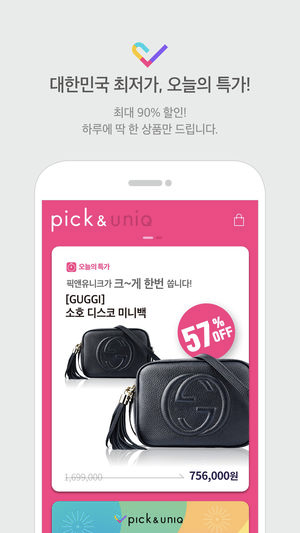 대한민국 최저가, 오늘의 특가!
최대 90% 할인!
하루에 딱 한 상품만 드립니다.
pick & uniq
오늘의 특가
픽앤유니크가 크~게 한번 쏩니다!
[GUGGI]
소호 디스코 미니백
57% OFF
1,699,000
756,000원
pick & uniq